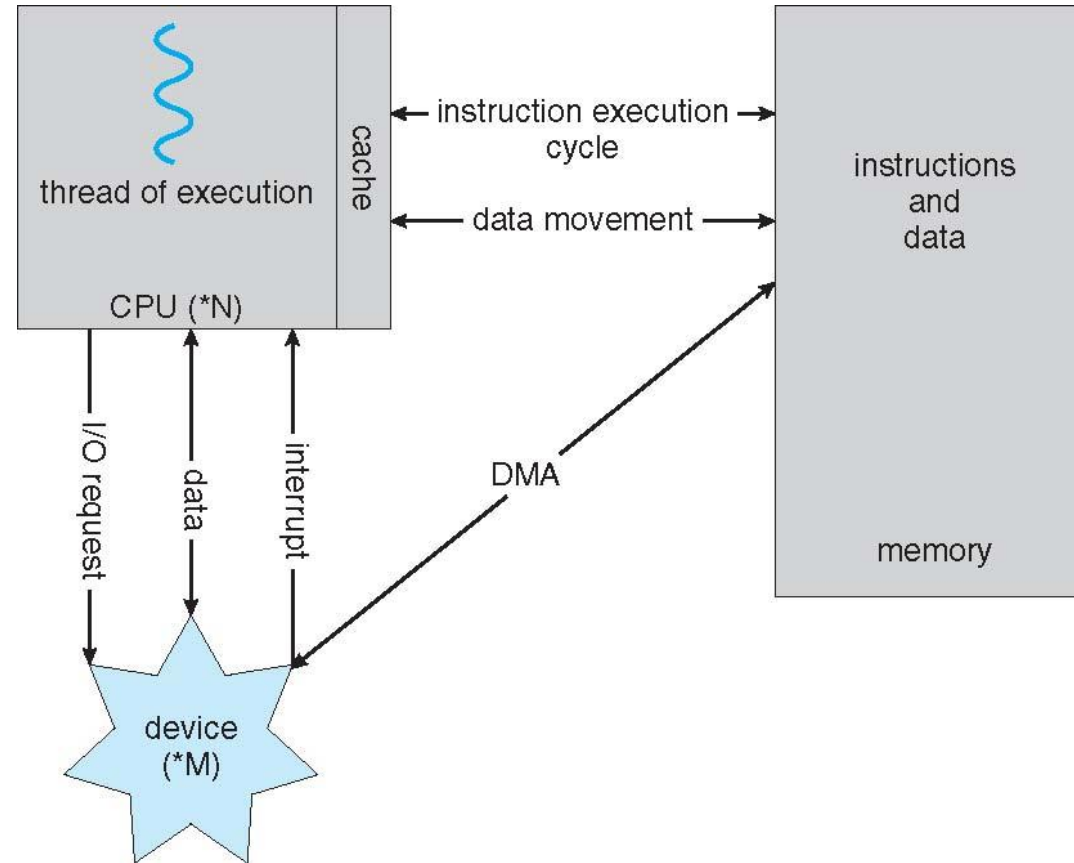 thread of execution
CPU (*N)
cache
instruction execution
cycle
data movement
instructions
and
data
memory
I/O request
data
interrupt
DMA
device
(*M)